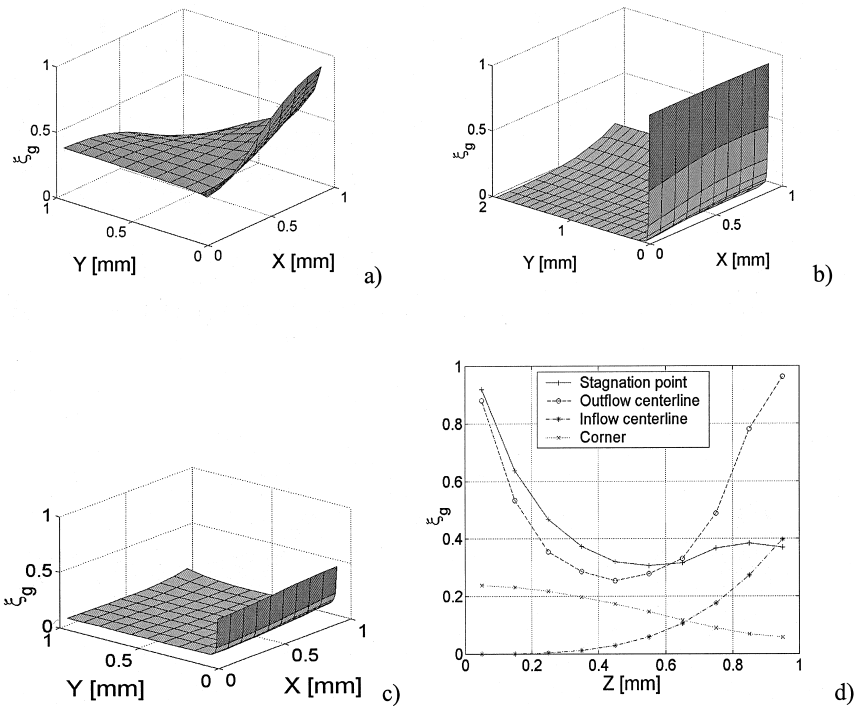 1
0.5
0
ξg
1
0.5
0 0
0.5
1
Y [mm]
X [mm]
a)
1
0.5
0
ξg
2
1
0 0
0.5
1
Y [mm]
X [mm]
b)
1
0.5
0
ξg
1
0.5
0 0
0.5
1
Y [mm]
X [mm]
c)
1
0.8
0.6
0.4
0.2
0
ξg
Stagnation point
Outflow centerline
Inflow centerline
Corner
0 0.2 0.4 0.6 0.8 1
Z [mm]
d)